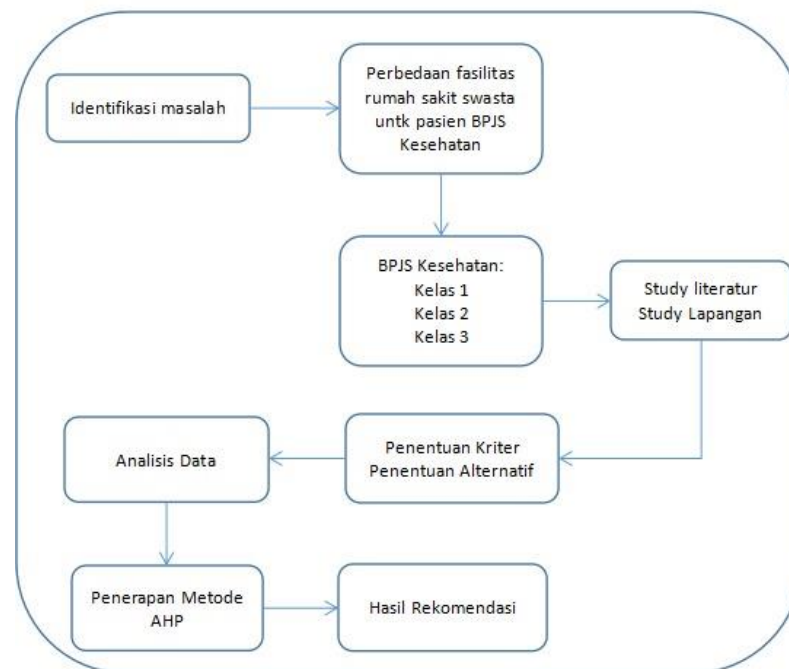 Identifikasi masalah
Perbedaan fasilitas
rumah sakit swasta
untk pasien BPJS
Kesehatan
BPJS Kesehatan:
Kelas 1
Kelas 2
Kelas 3
Study literatur
Study Lapangan
Penentuan Kriter
Penentuan Alternatif
Analisis Data
Penerapan Metode
AHP
Hasil Rekomendasi